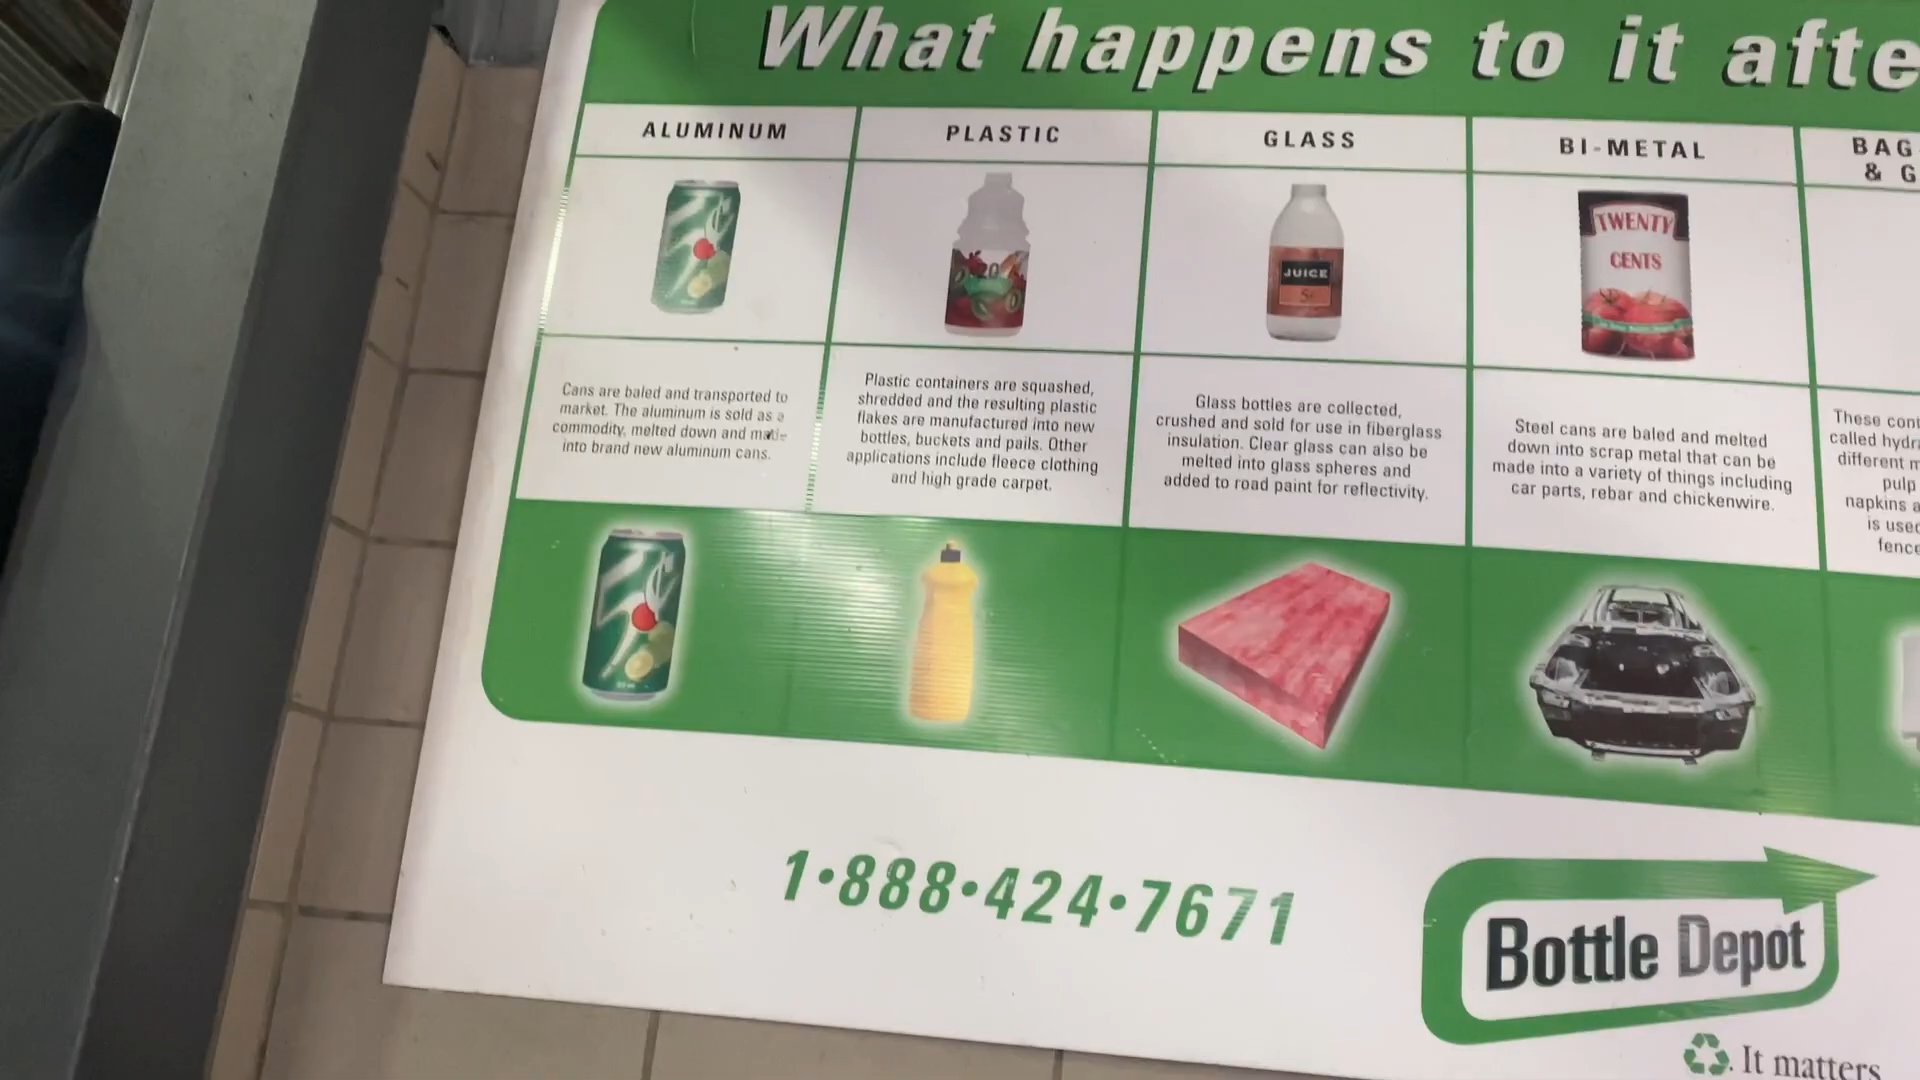 What happens to it afte
ALUMINUM
PLASTIC
GLASS
BI-METAL
BAG
& G
TWENTY
CENTS
JUICE
5¢
Cans are baled and transported to
market. The aluminum is sold as a
commodity, melted down and made
into brand new aluminum cans.
Plastic containers are squashed,
shredded and the resulting plastic
flakes are manufactured into new
bottles, buckets and pails. Other
applications include fleece clothing
and high grade carpet.
Glass bottles are collected,
crushed and sold for use in fiberglass
insulation. Clear glass can also be
melted into glass spheres and
added to road paint for reflectivity.
Steel cans are baled and melted
down into scrap metal that can be
made into a variety of things including
car parts, rebar and chickenwire.
These cont
called hydr
different m
pulp
napkins a
is used
fence
1•888•424•7671
Bottle Depot
It matters